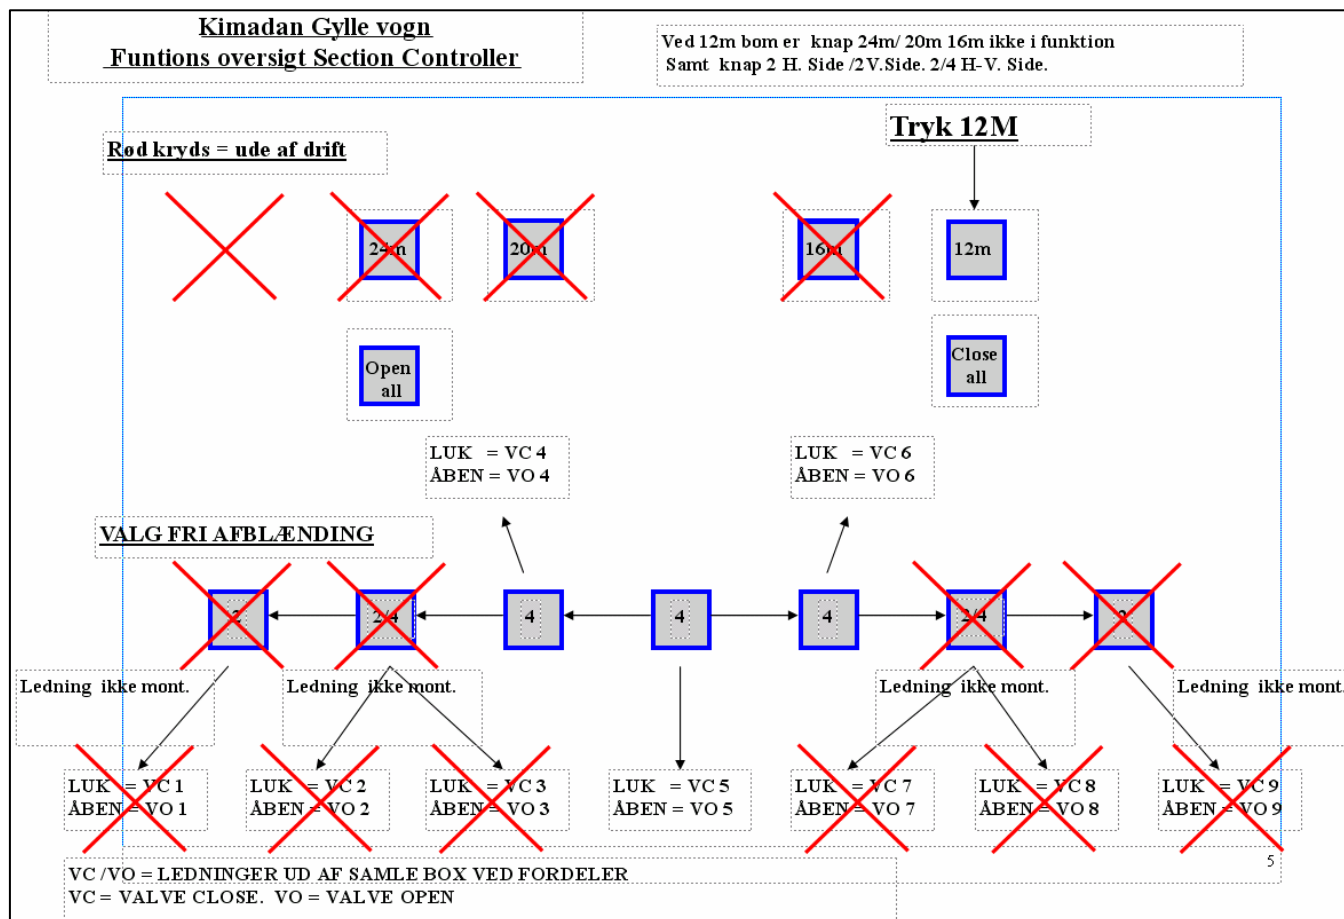 Kimadan Gylle vogn
Funtions oversigt Section Controller
Ved 12m bom er knap 24m/ 20m 16m ikke i funktion
Samt knap 2 H. Side /2V.Side. 2/4 H-V. Side.
Rød kryds = ude af drift
Tryk 12M
24m
20m
16m
12m
Open
all
Close
all
LUK = VC 4
ÅBEN = VO 4
LUK = VC 6
ÅBEN = VO 6
VALG FRI AFBLÆNDING
2
2/4
4
4
4
2/4
2
Ledning ikke mont.
Ledning ikke mont.
Ledning ikke mont.
Ledning ikke mont.
LUK = VC 1
ÅBEN = VO 1
LUK = VC 2
ÅBEN = VO 2
LUK = VC 3
ÅBEN = VO 3
LUK = VC 5
ÅBEN = VO 5
LUK = VC 7
ÅBEN = VO 7
LUK = VC 8
ÅBEN = VO 8
LUK = VC 9
ÅBEN = VO 9
5
VC /VO = LEDNINGER UD AF SAMLE BOX VED FORDELER
VC = VALVE CLOSE. VO = VALVE OPEN